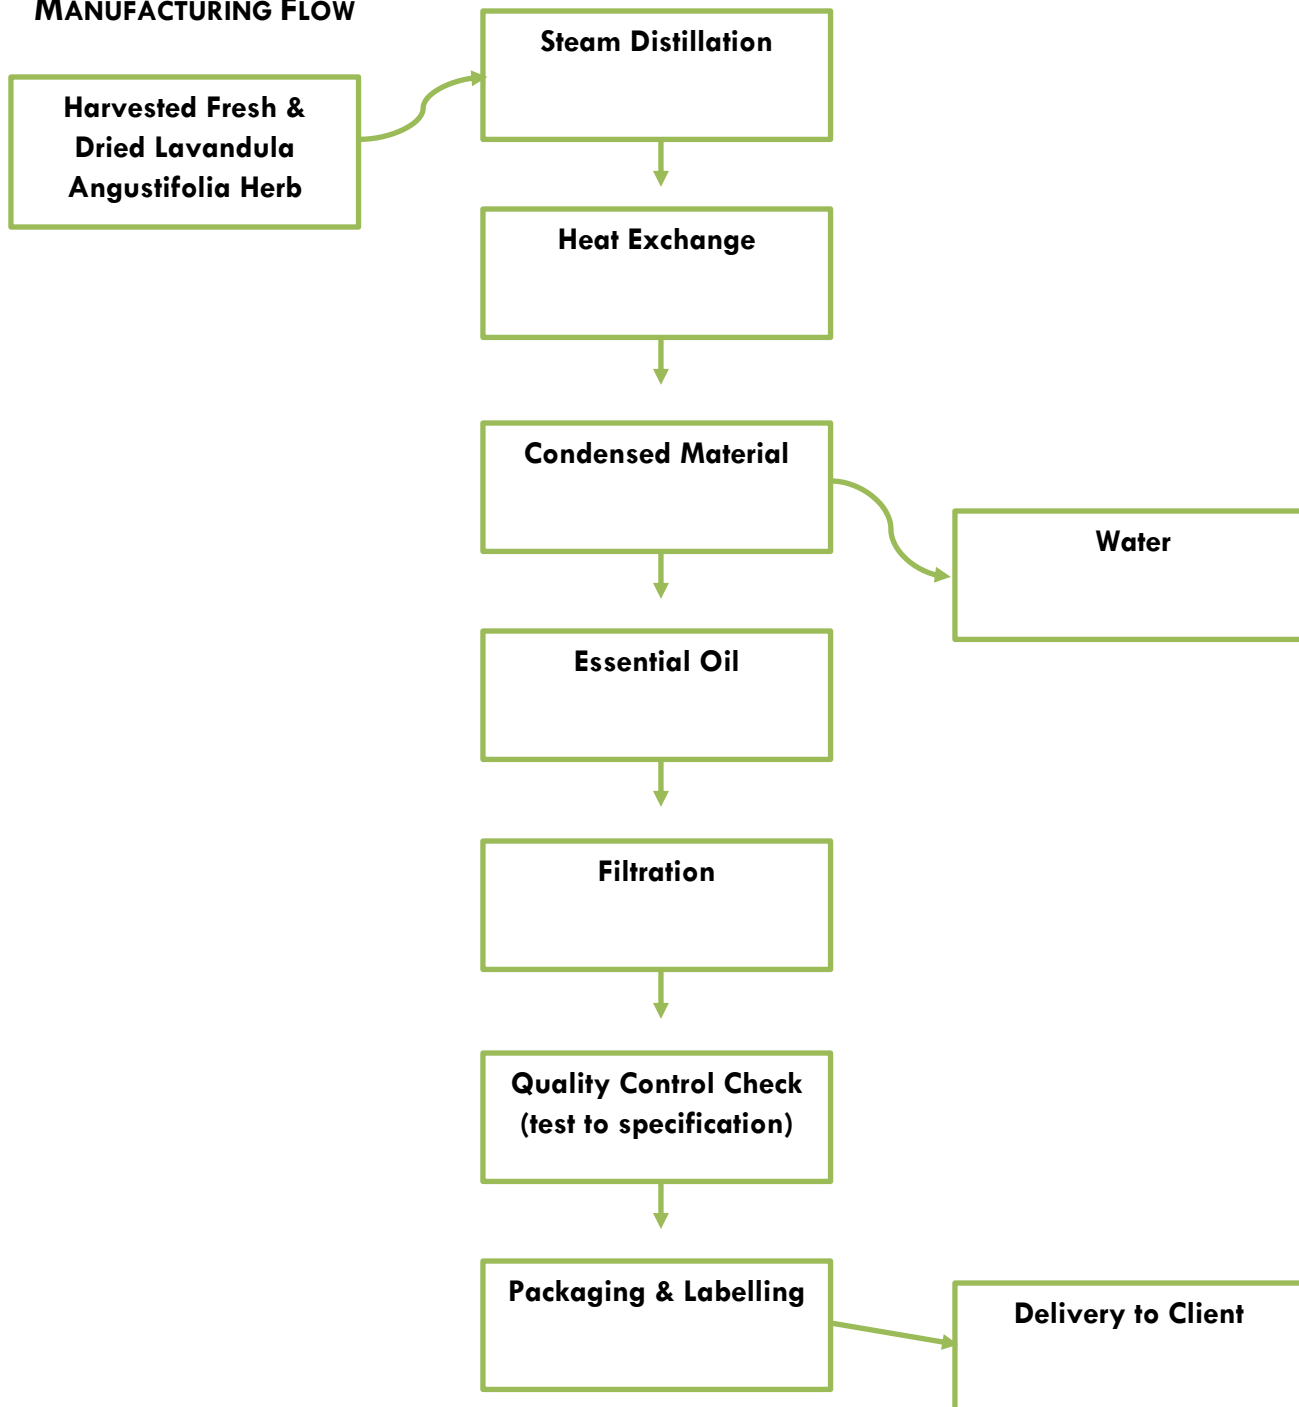 MANUFACTURING FLOW
Steam Distillation
Harvested Fresh &
Dried Lavandula
Angustifolia Herb
Heat Exchange
Condensed Material
Water
Essential Oil
Filtration
Quality Control Check
(test to specification)
Packaging & Labelling
Delivery to Client